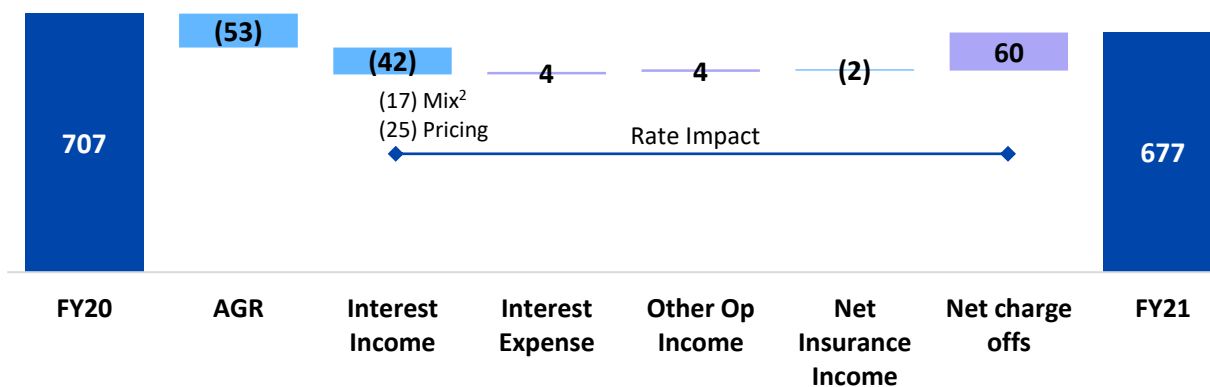 (53)
(42)
4
4
(2)
60
(17) Mix²
(25) Pricing
Rate Impact
707
677
FY20
AGR
Interest
Income
Interest
Expense
Other Op
Income
Net
Insurance
Income
Net charge
offs
FY21